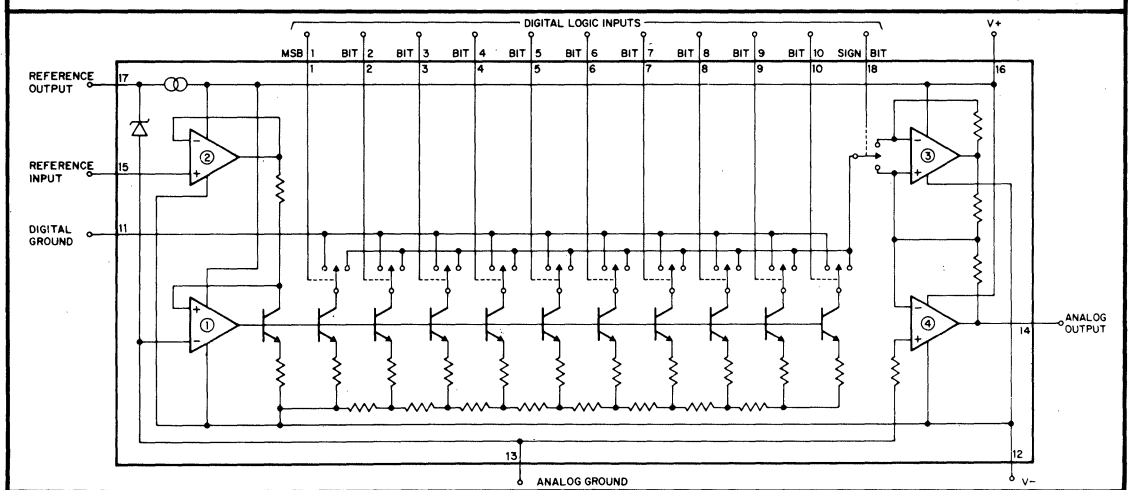 DIGITAL LOGIC INPUTS
V+
MSB 1 BIT 2 BIT 3 BIT 4 BIT 5 BIT 6 BIT 7 BIT 8 BIT 9 BIT 10 SIGN BIT
1 2 3 4 5 6 7 8 9 10 18 16
REFERENCE
OUTPUT
17
REFERENCE
INPUT
15
DIGITAL
GROUND
11
2
3
1
4
14
ANALOG
OUTPUT
13
12
ANALOG GROUND
V-